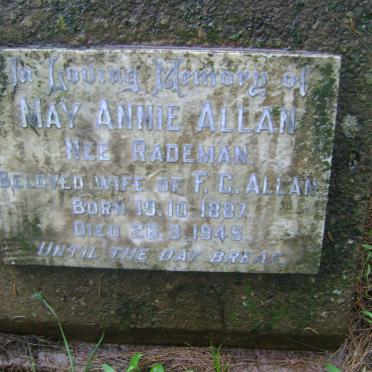 In Loving Memory of
MAY ANNIE ALLAN
NEE RADEMAN
BELOVED WIFE OF F. C. ALLAN
BORN 19.10-1887.
DIED 26.3.1945.
UNTIL THE DAY BREAK.